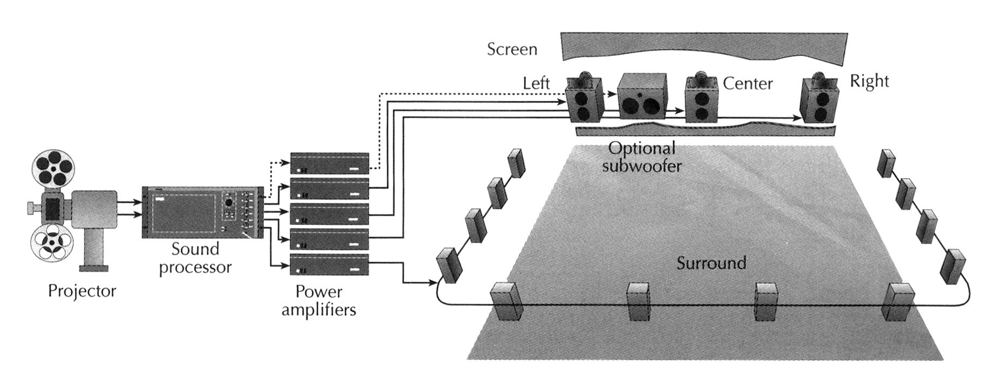 Screen
Left
Center
Right
Optional
subwoofer
Sound
processor
Surround
Projector
Power
amplifiers